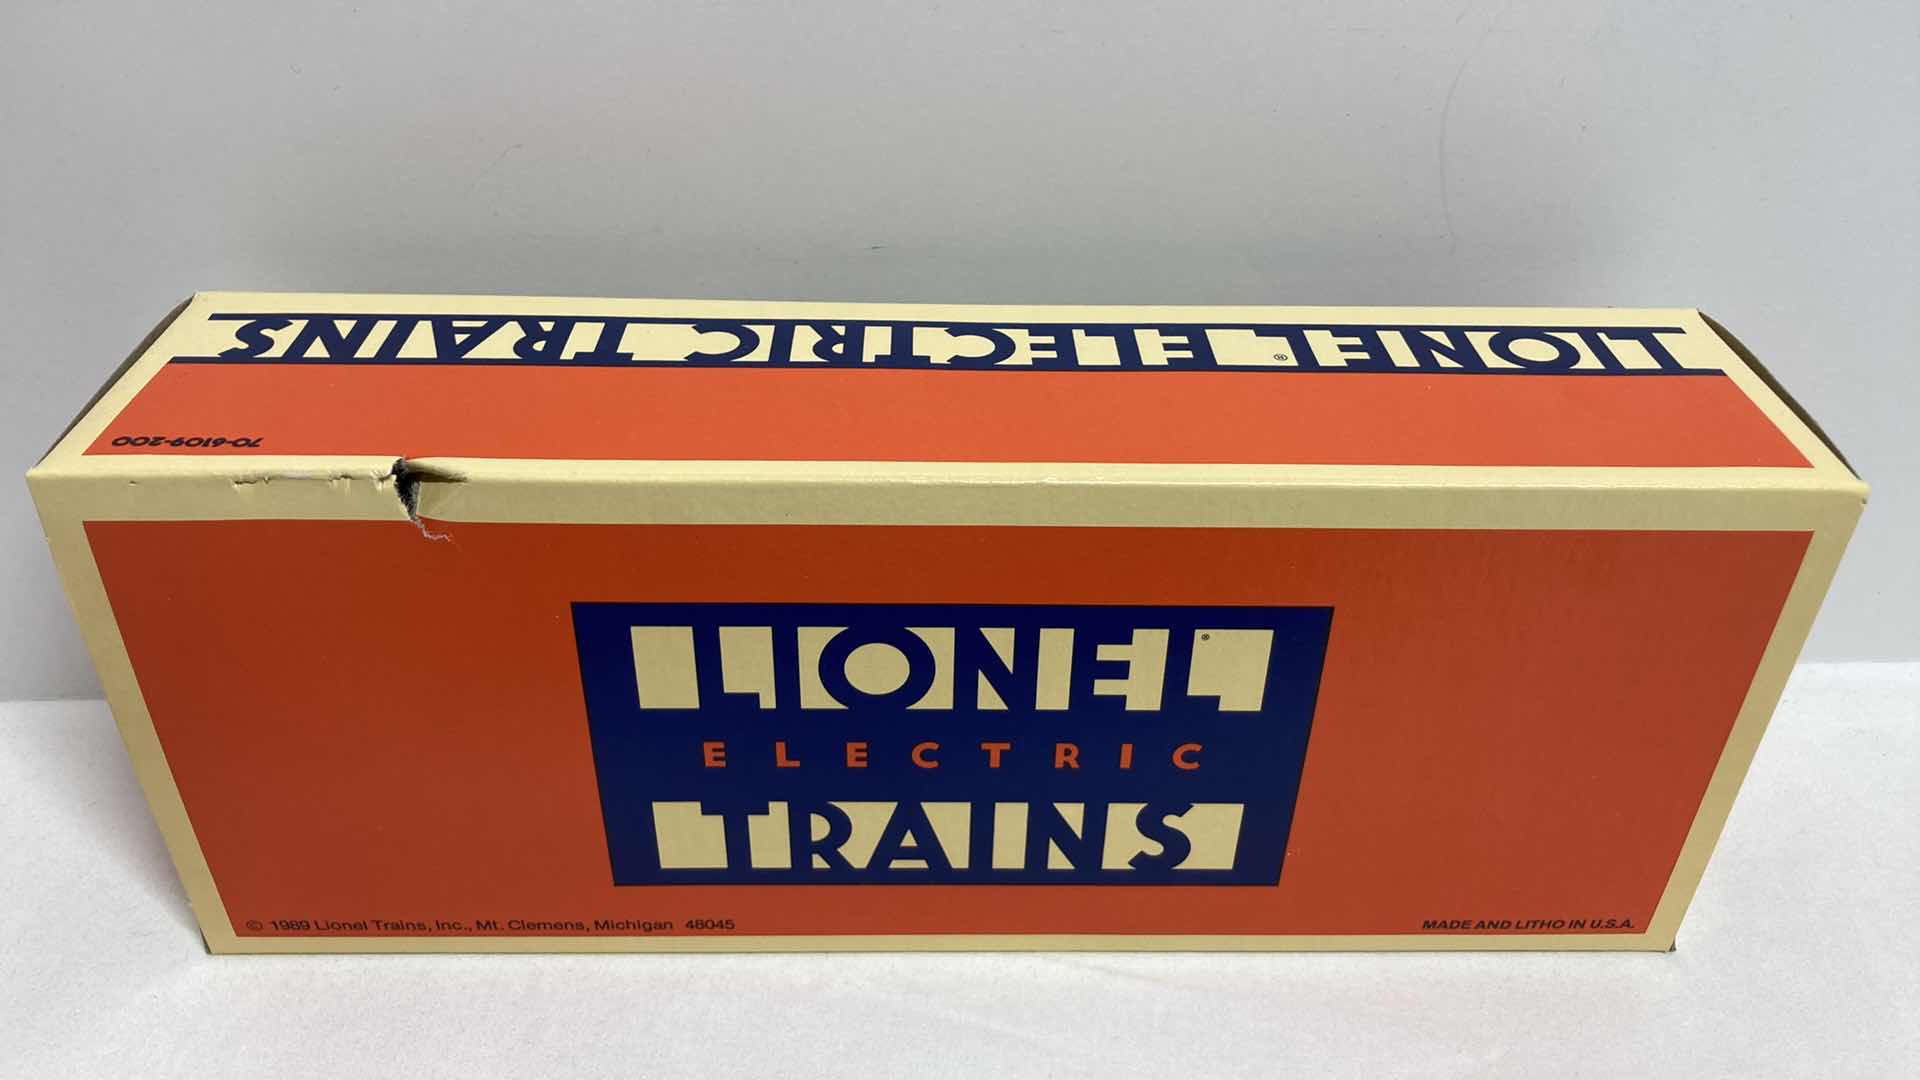 LIONEL® ELECTRIC TRAINS
70-6109-200
LIONEL®
ELECTRIC
TRAINS
© 1989 Lionel Trains, Inc., Mt. Clemens, Michigan 48045
MADE AND LITHO IN U.S.A.